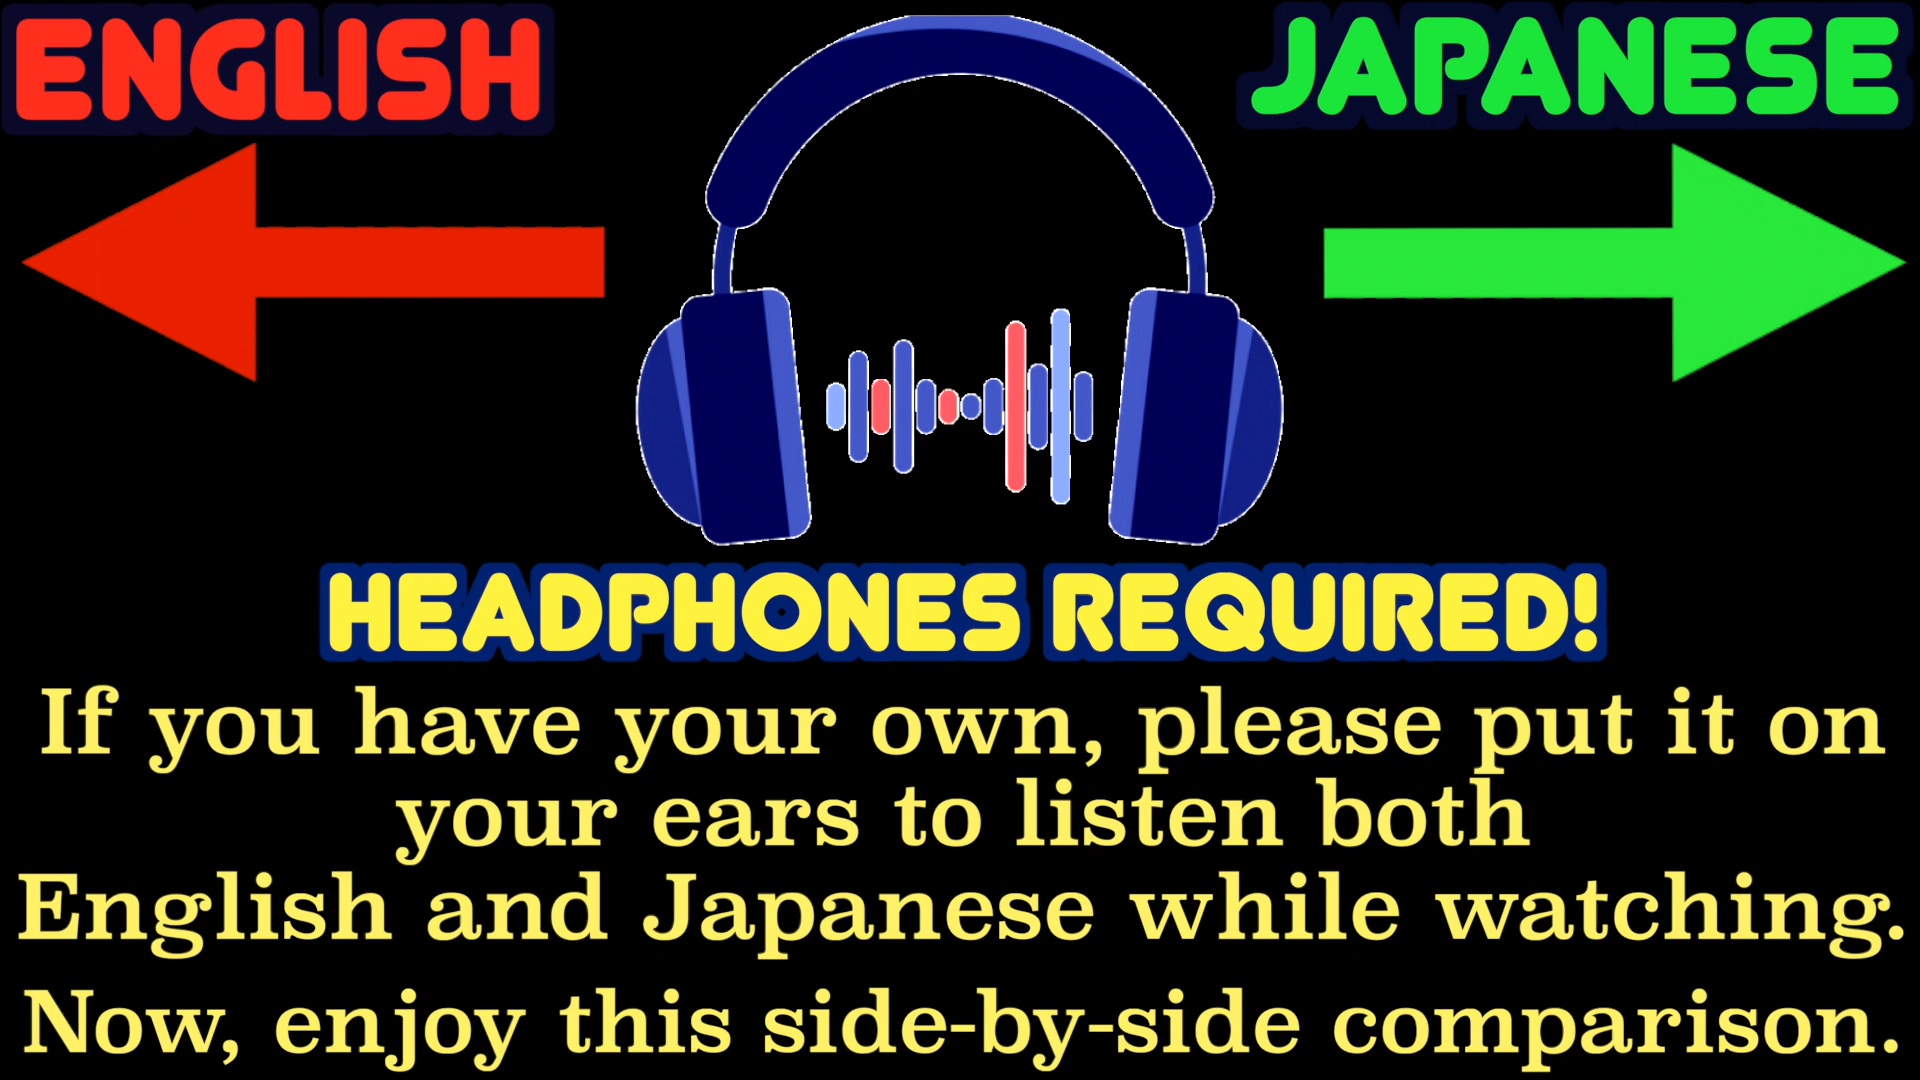 ENGLISH
JAPANESE
HEADPHONES REQUIRED!
If you have your own, please put it on
your ears to listen both
English and Japanese while watching.
Now, enjoy this side-by-side comparison.